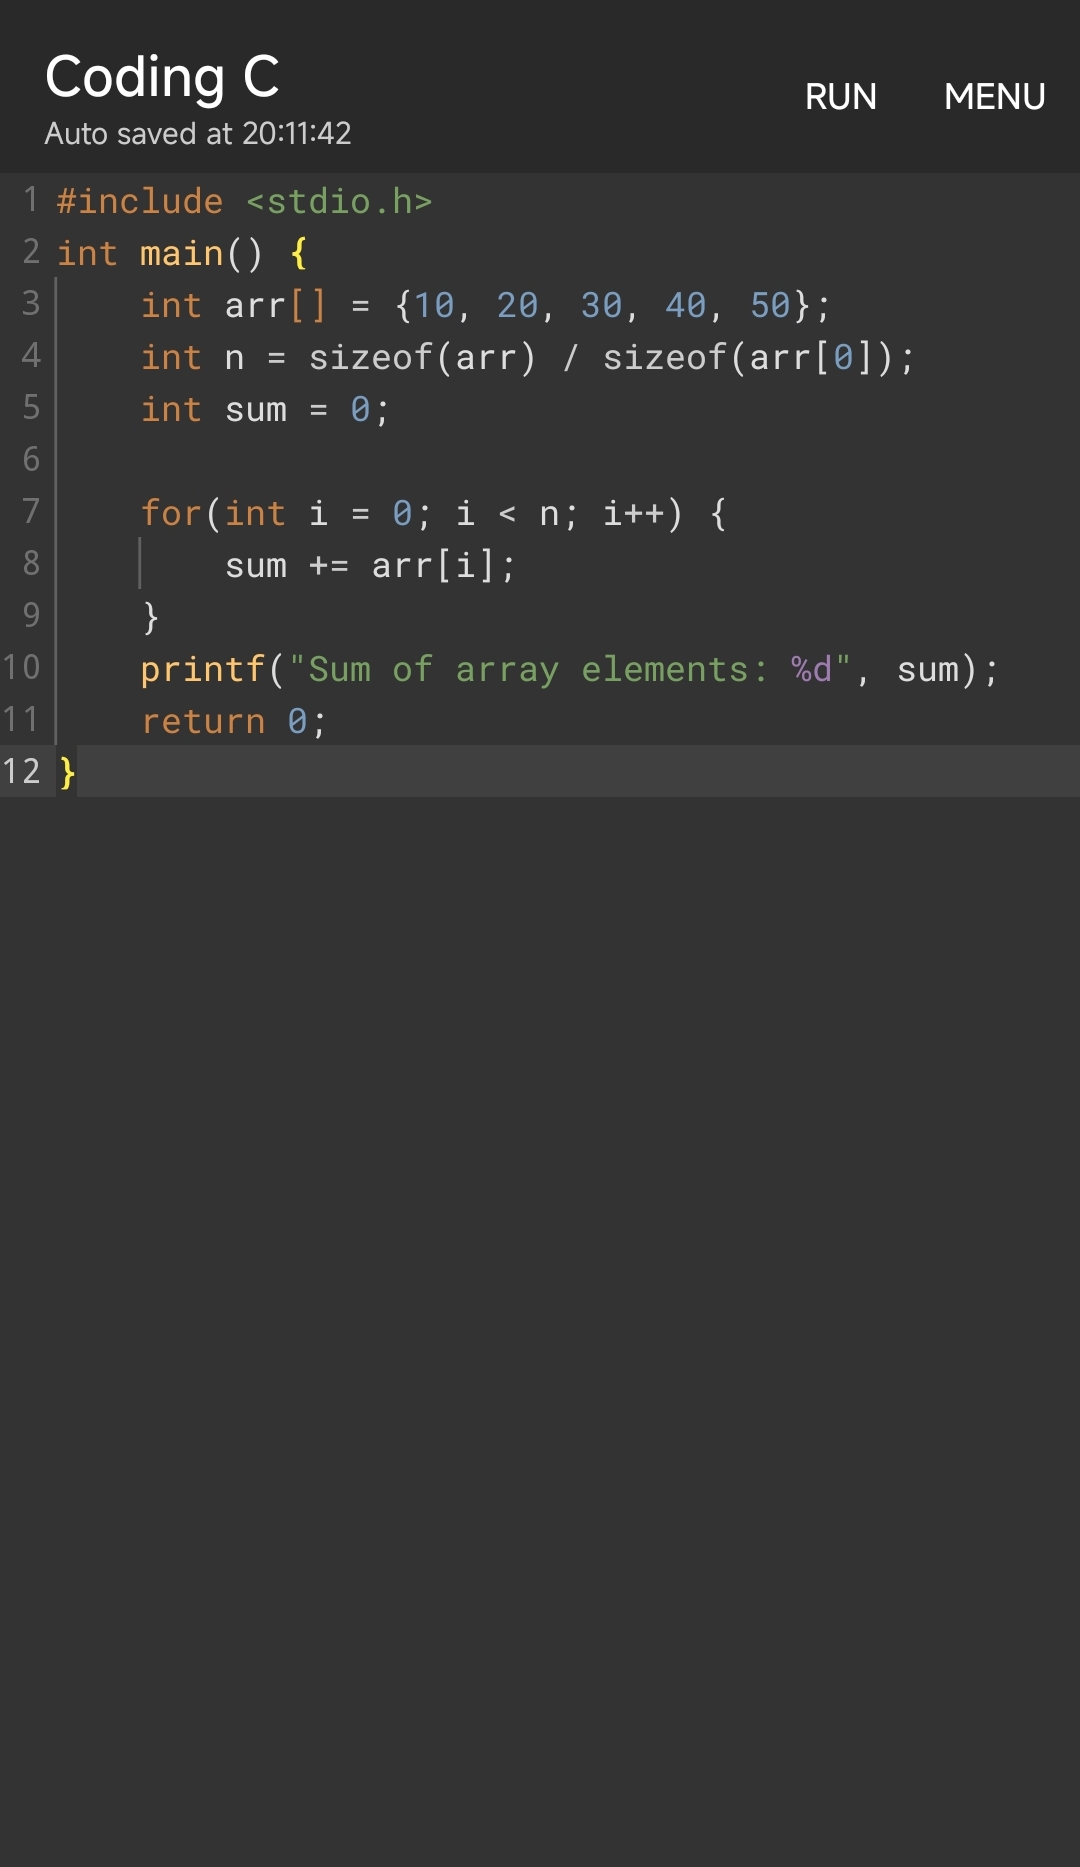 Coding C
Auto saved at 20:11:42
RUN MENU
1 #include <stdio.h>
2 int main() {
3     int arr[] = {10, 20, 30, 40, 50};
4     int n = sizeof(arr) / sizeof(arr[0]);
5     int sum = 0;
6
7     for(int i = 0; i < n; i++) {
8         sum += arr[i];
9     }
10     printf("Sum of array elements: %d", sum);
11     return 0;
12 }